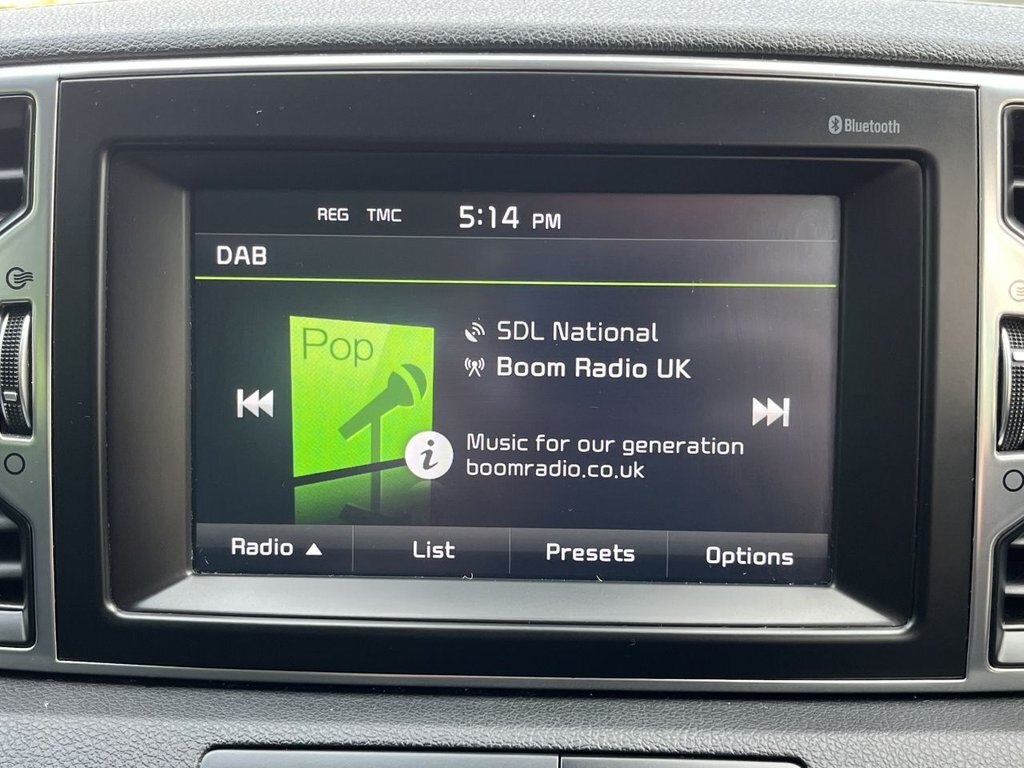 Bluetooth
REG TMC 5:14 PM
DAB
Pop
SDL National
Boom Radio UK
i
Music for our generation
boomradio.co.uk
Radio ▲ List Presets Options